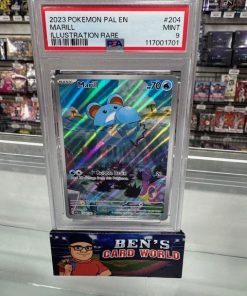 2023 POKEMON PAL EN #204
MARILL MINT
ILLUSTRATION RARE 9
PSA 117001701
Marill 70
BEN'S
CARD WORLD